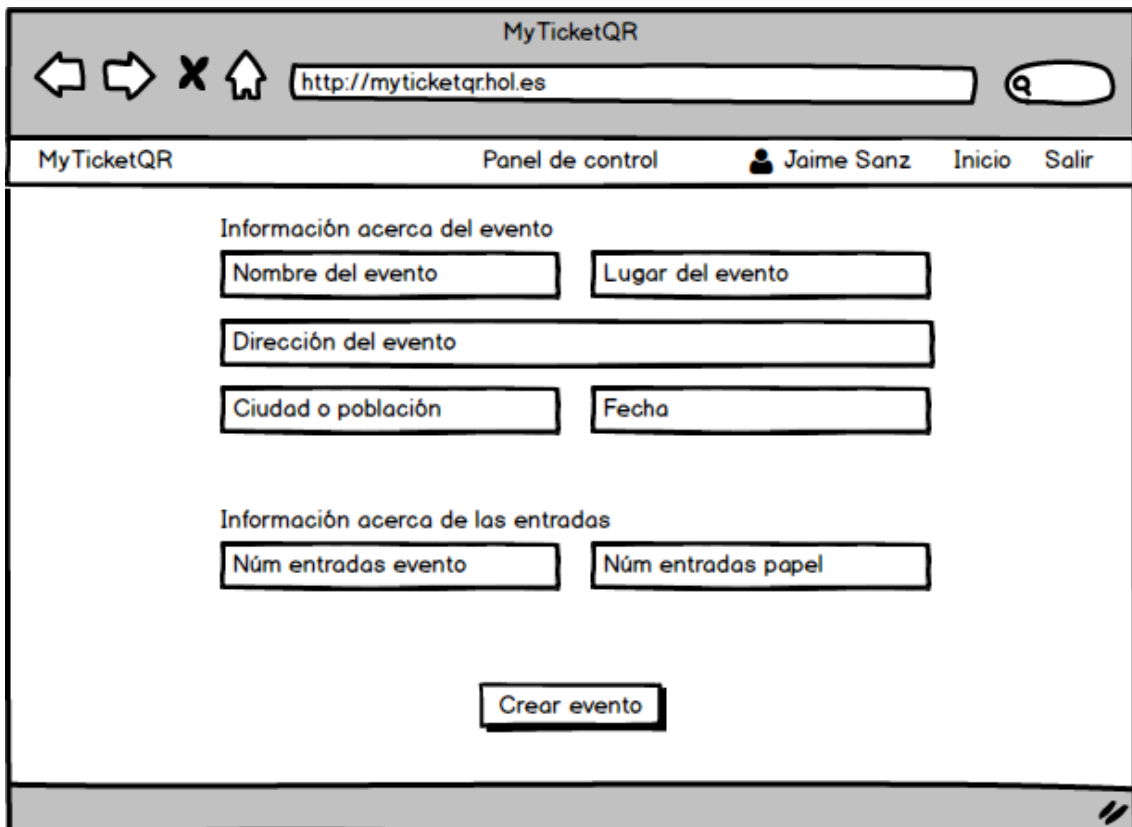 MyTicketQR
http://myticketqr.hol.es
MyTicketQR Panel de control Jaime Sanz Inicio Salir
Información acerca del evento
Nombre del evento Lugar del evento
Dirección del evento
Ciudad o población Fecha
Información acerca de las entradas
Núm entradas evento Núm entradas papel
Crear evento